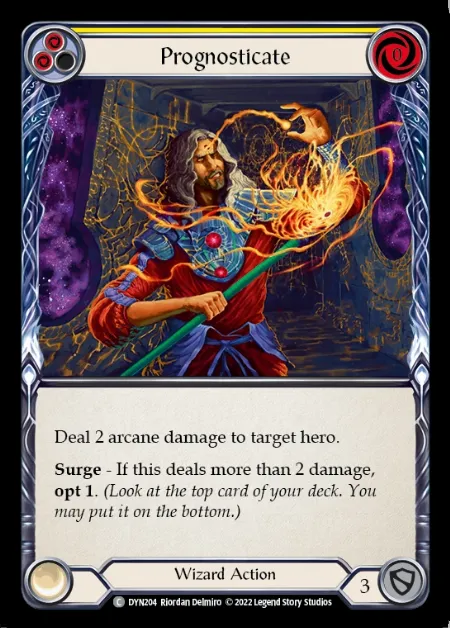 Prognosticate
0
Deal 2 arcane damage to target hero.
Surge - If this deals more than 2 damage,
opt 1. (Look at the top card of your deck. You
may put it on the bottom.)
Wizard Action
3
C DYN204 Riordan Delmiro © 2022 Legend Story Studios